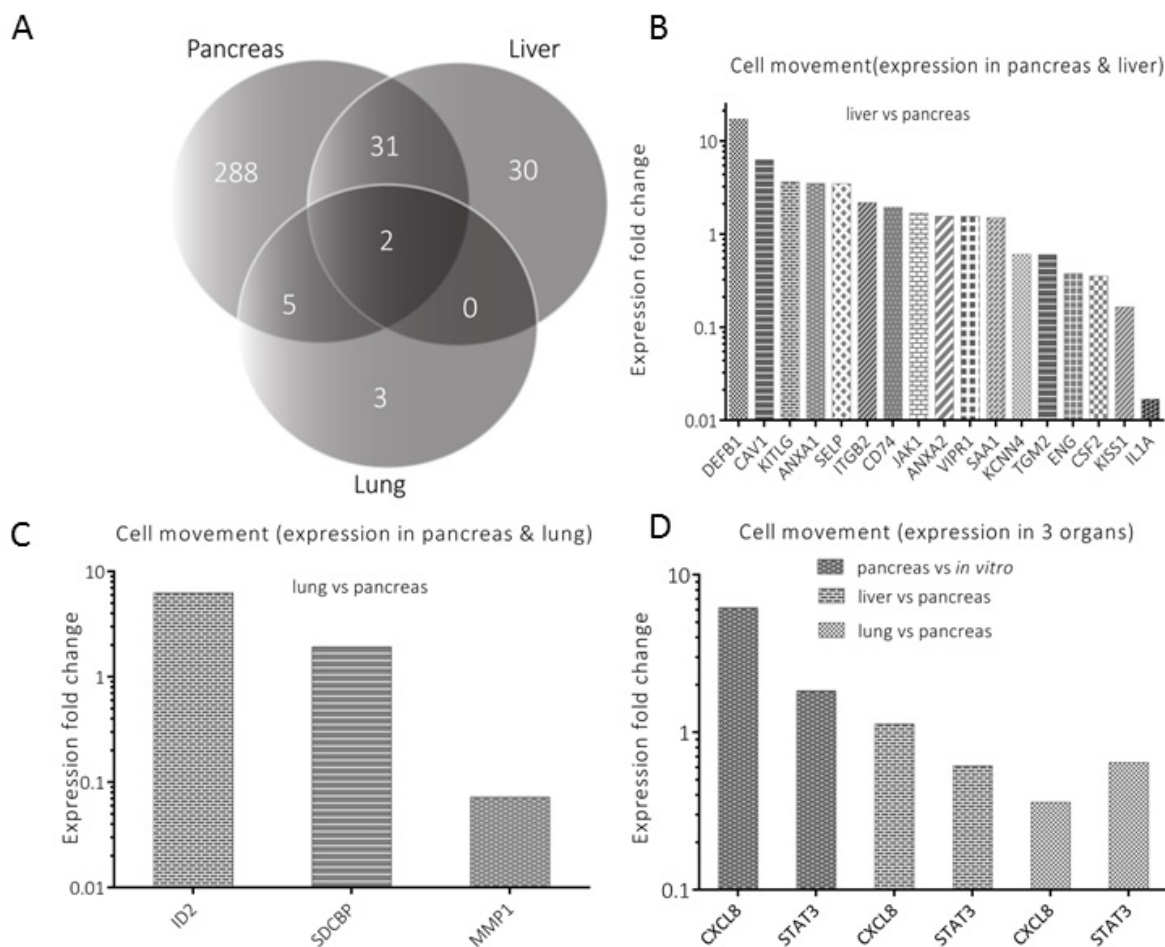 A
Pancreas
Liver
31
288
30
2
5
0
3
Lung
B
Cell movement(expression in pancreas & liver)
liver vs pancreas
Expression fold change
10
1
0.1
0.01
DEFB1
CAV1
KITLG
ANXA1
SELP
ITGB2
CD74
JAK1
ANXA2
VIPR1
SAA1
KCNN4
TGM2
ENG
CSF2
KISS1
IL1A
C
Cell movement (expression in pancreas & lung)
lung vs pancreas
Expression fold change
10
1
0.1
0.01
ID2
SDCBP
MMP1
D
Cell movement (expression in 3 organs)
pancreas vs in vitro
liver vs pancreas
lung vs pancreas
Expression fold change
10
1
0.1
CXCL8
STAT3
CXCL8
STAT3
CXCL8
STAT3